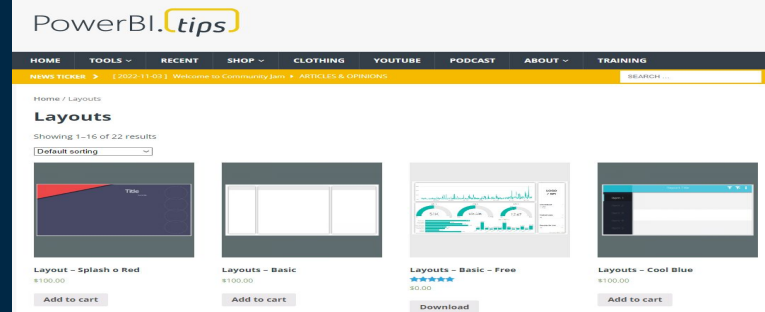 PowerBI.tips
HOME TOOLS RECENT SHOP CLOTHING YOUTUBE PODCAST ABOUT TRAINING
NEWS TICKER [ 2022-11-03 ] Welcome to Community Jam ARTICLES & OPINIONS SEARCH ...
Home / Layouts
Layouts
Showing 1–16 of 22 results
Default sorting
Title
Layout – Splash o Red
$100.00
Add to cart
Layouts – Basic
$100.00
Add to cart
Layouts – Basic – Free
$0.00
Download
Layouts – Cool Blue
$100.00
Add to cart